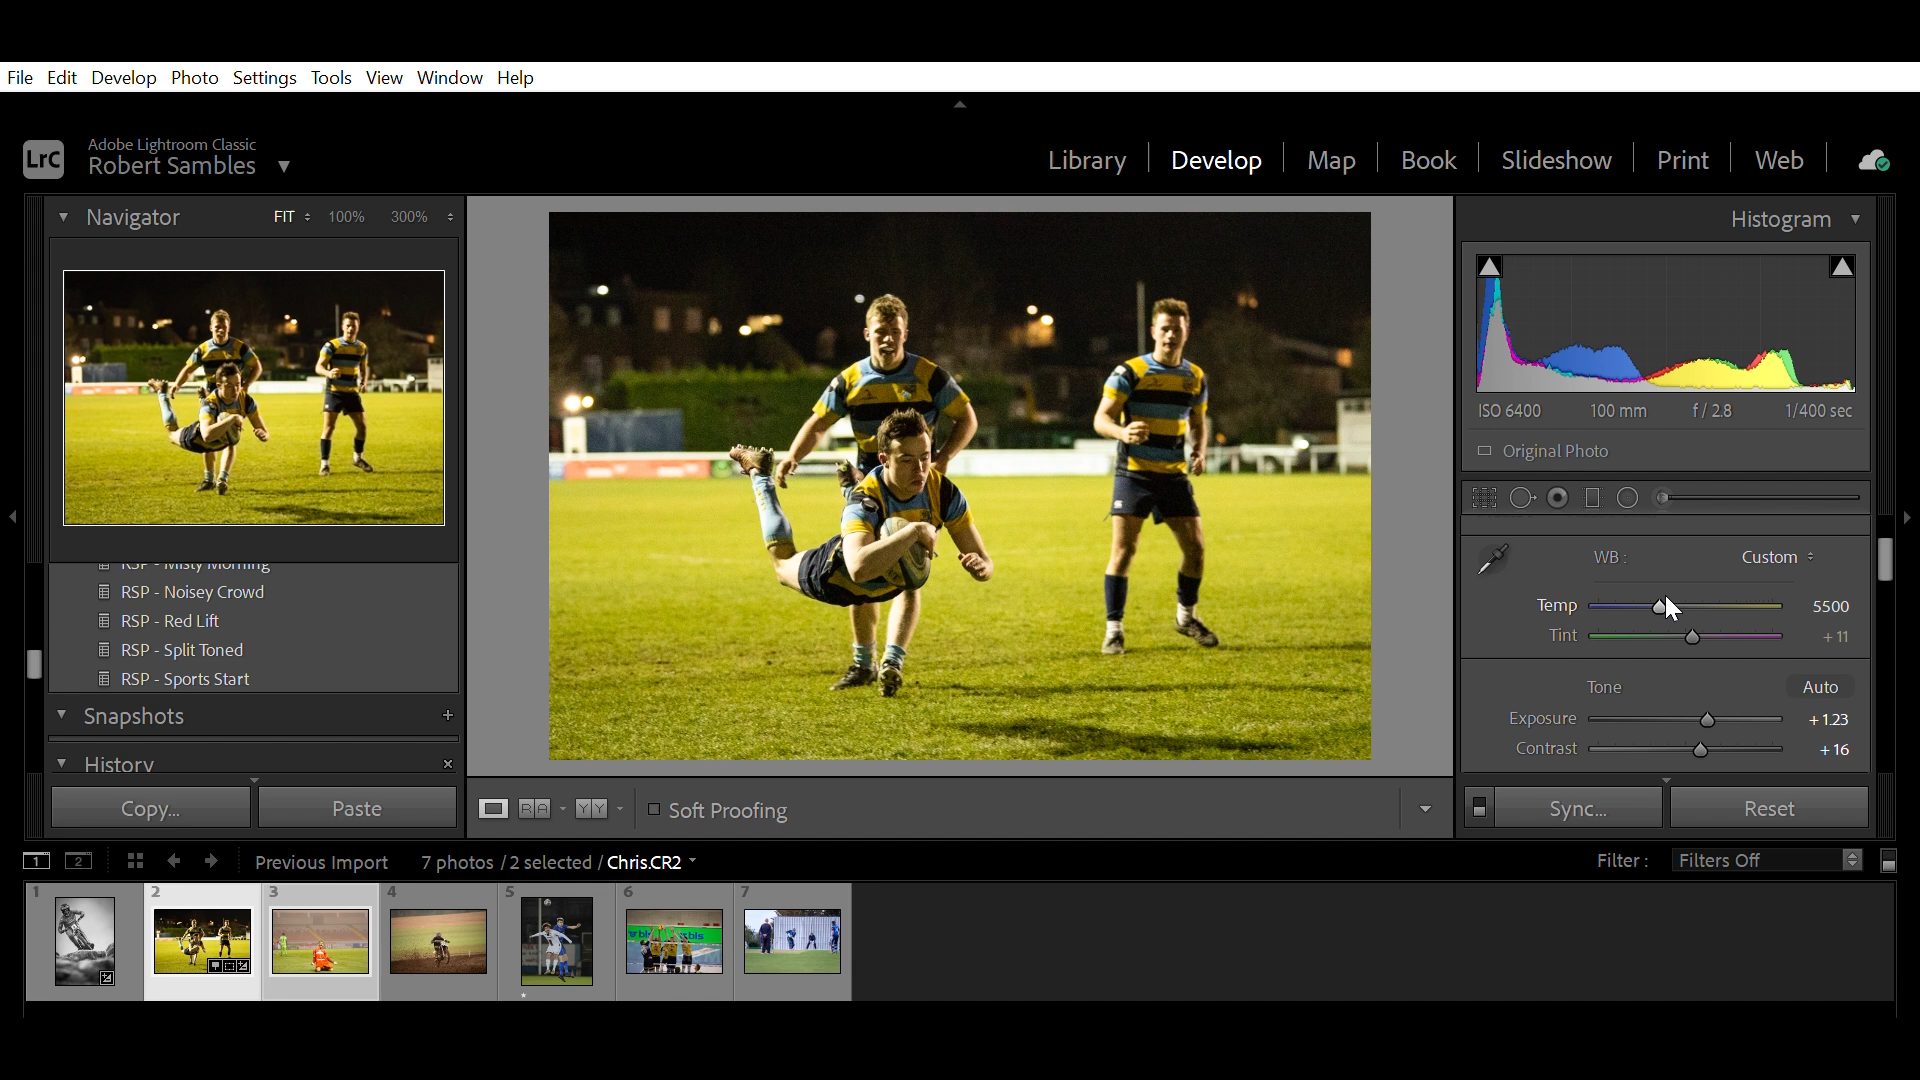 File Edit Develop Photo Settings Tools View Window Help
LrC
Adobe Lightroom Classic
Robert Sambles
Library Develop Map Book Slideshow Print Web
Navigator FIT 100% 300%
Histogram
ISO 6400 100 mm f / 2.8 1/400 sec
Original Photo
WB : Custom
Temp 5500
Tint + 11
Tone Auto
Exposure + 1.23
Contrast + 16
RSP - Misty Morning
RSP - Noisey Crowd
RSP - Red Lift
RSP - Split Toned
RSP - Sports Start
Snapshots +
History ×
Copy... Paste
R A Y Y Soft Proofing
Sync... Reset
1 2 Previous Import 7 photos / 2 selected / Chris.CR2 Filter : Filters Off
1 2 3 4 5 6 7